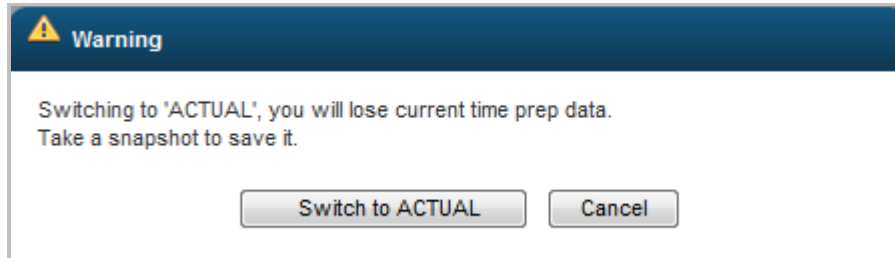 Warning
Switching to 'ACTUAL', you will lose current time prep data.
Take a snapshot to save it.
Switch to ACTUAL
Cancel